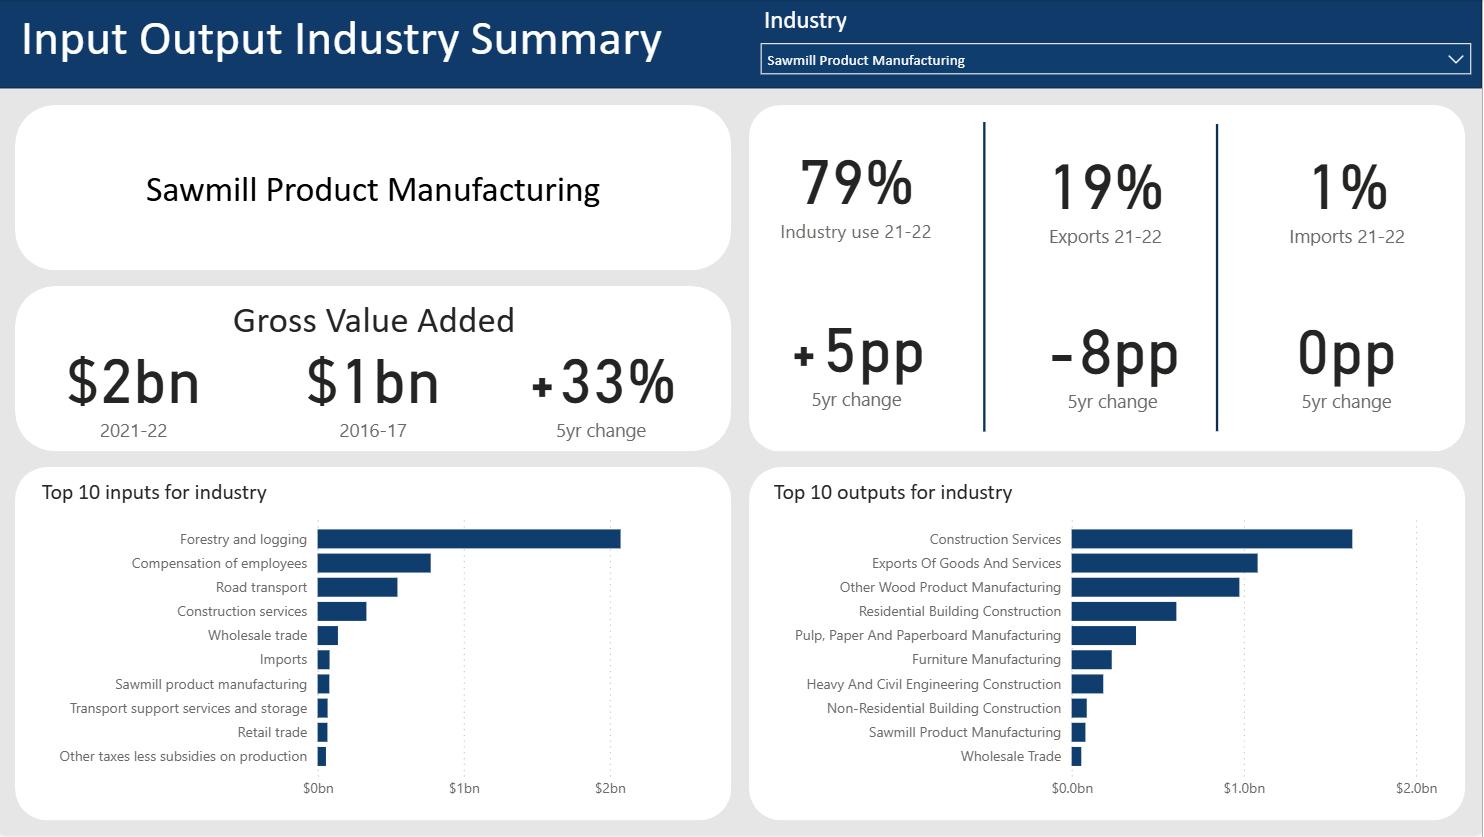 Input Output Industry Summary
Industry
Sawmill Product Manufacturing
Sawmill Product Manufacturing
Gross Value Added
$2bn
2021-22
$1bn
2016-17
+33%
5yr change
79%
Industry use 21-22
19%
Exports 21-22
1%
Imports 21-22
+5pp
5yr change
-8pp
5yr change
0pp
5yr change
Top 10 inputs for industry
Forestry and logging
Compensation of employees
Road transport
Construction services
Wholesale trade
Imports
Sawmill product manufacturing
Transport support services and storage
Retail trade
Other taxes less subsidies on production
$0bn
$1bn
$2bn
Top 10 outputs for industry
Construction Services
Exports Of Goods And Services
Other Wood Product Manufacturing
Residential Building Construction
Pulp, Paper And Paperboard Manufacturing
Furniture Manufacturing
Heavy And Civil Engineering Construction
Non-Residential Building Construction
Sawmill Product Manufacturing
Wholesale Trade
$0.0bn
$1.0bn
$2.0bn